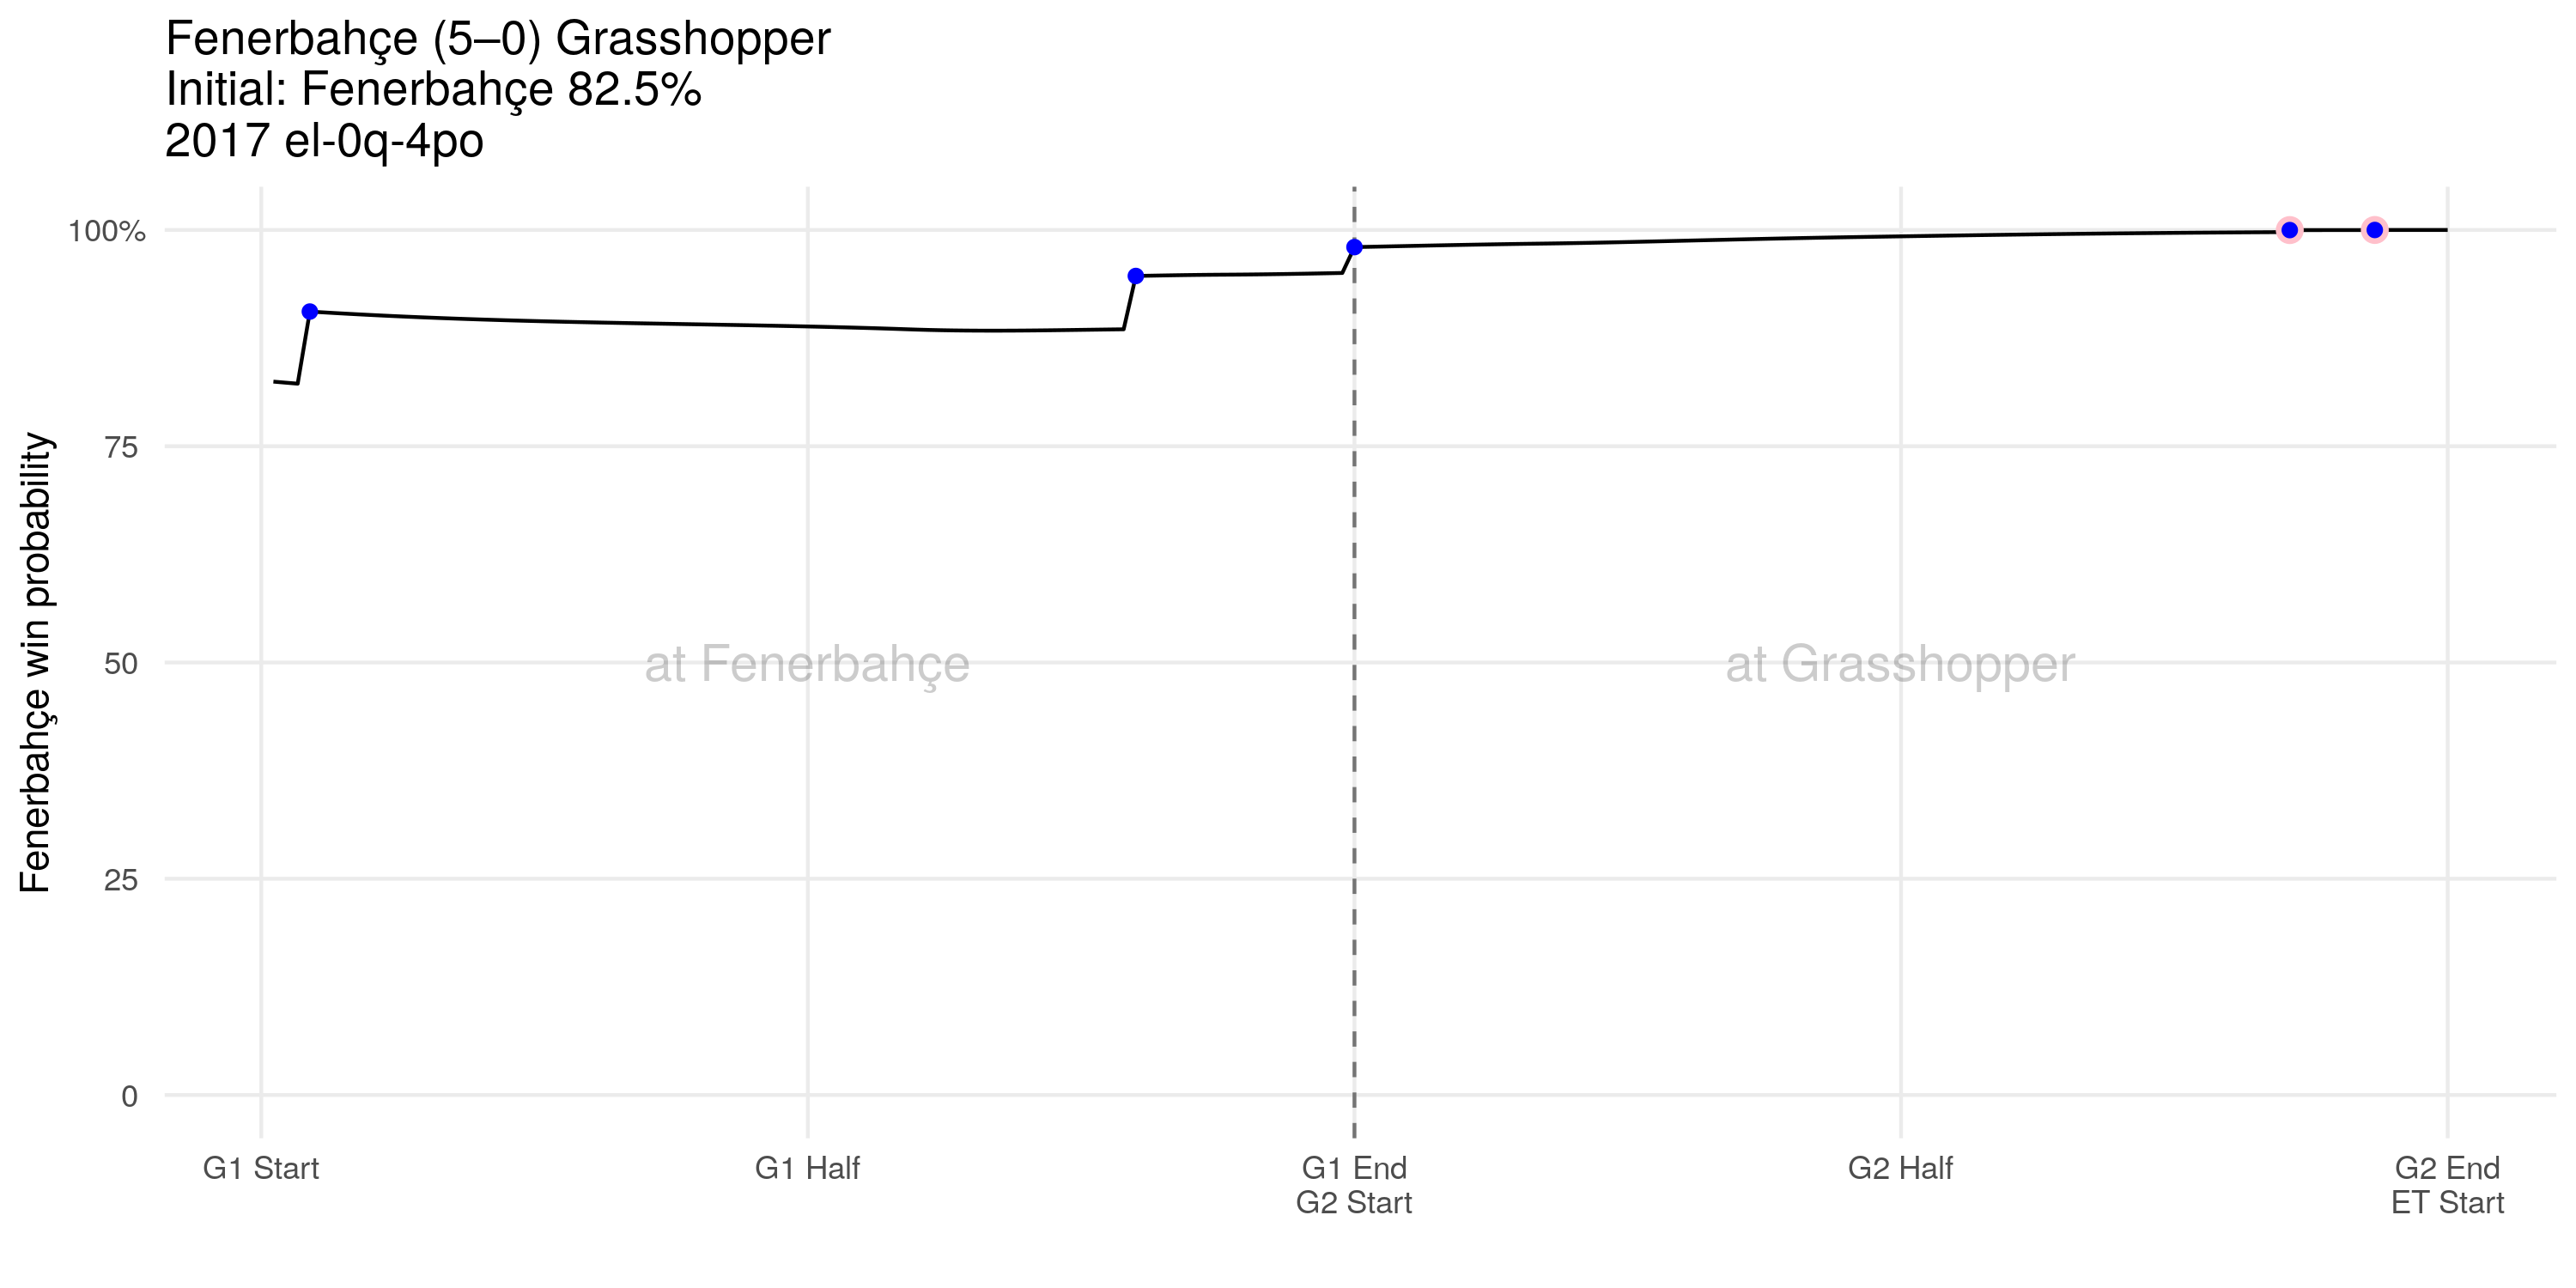 Fenerbahçe (5–0) Grasshopper
Initial: Fenerbahçe 82.5%
2017 el-0q-4po
Fenerbahçe win probability
100%
75
50
25
0
at Fenerbahçe
at Grasshopper
G1 Start
G1 Half
G1 End
G2 Start
G2 Half
G2 End
ET Start